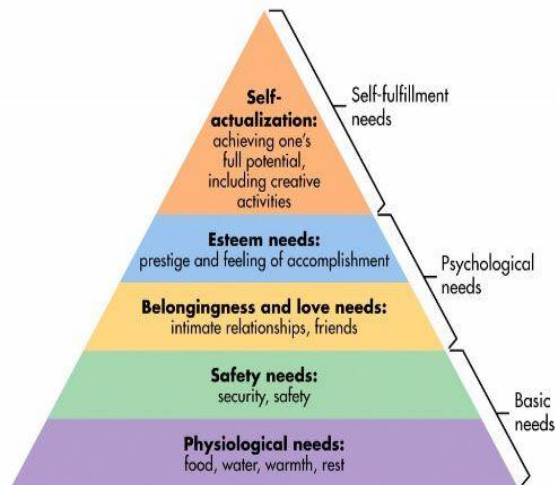 Self-
actualization:
achieving one's
full potential,
including creative
activities
Self-fulfillment
needs
Esteem needs:
prestige and feeling of accomplishment
Belongingness and love needs:
intimate relationships, friends
Psychological
needs
Safety needs:
security, safety
Physiological needs:
food, water, warmth, rest
Basic
needs